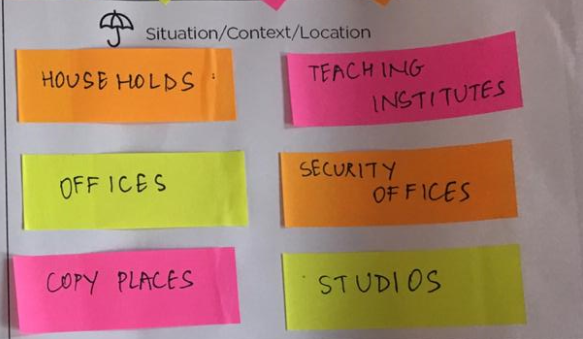 Situation/Context/Location
HOUSEHOLDS
TEACHING
INSTITUTES
OFFICES
SECURITY
OFFICES
COPY PLACES
STUDIOS